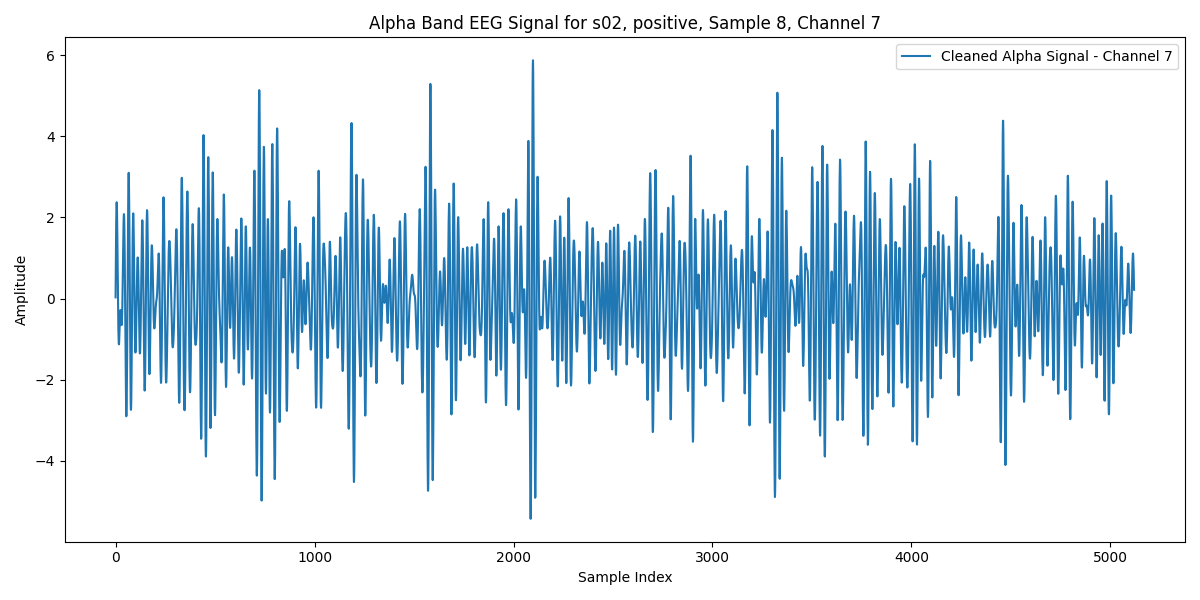 Alpha Band EEG Signal for s02, positive, Sample 8, Channel 7
Cleaned Alpha Signal - Channel 7
6
4
2
0
−2
−4
Amplitude
0 1000 2000 3000 4000 5000
Sample Index